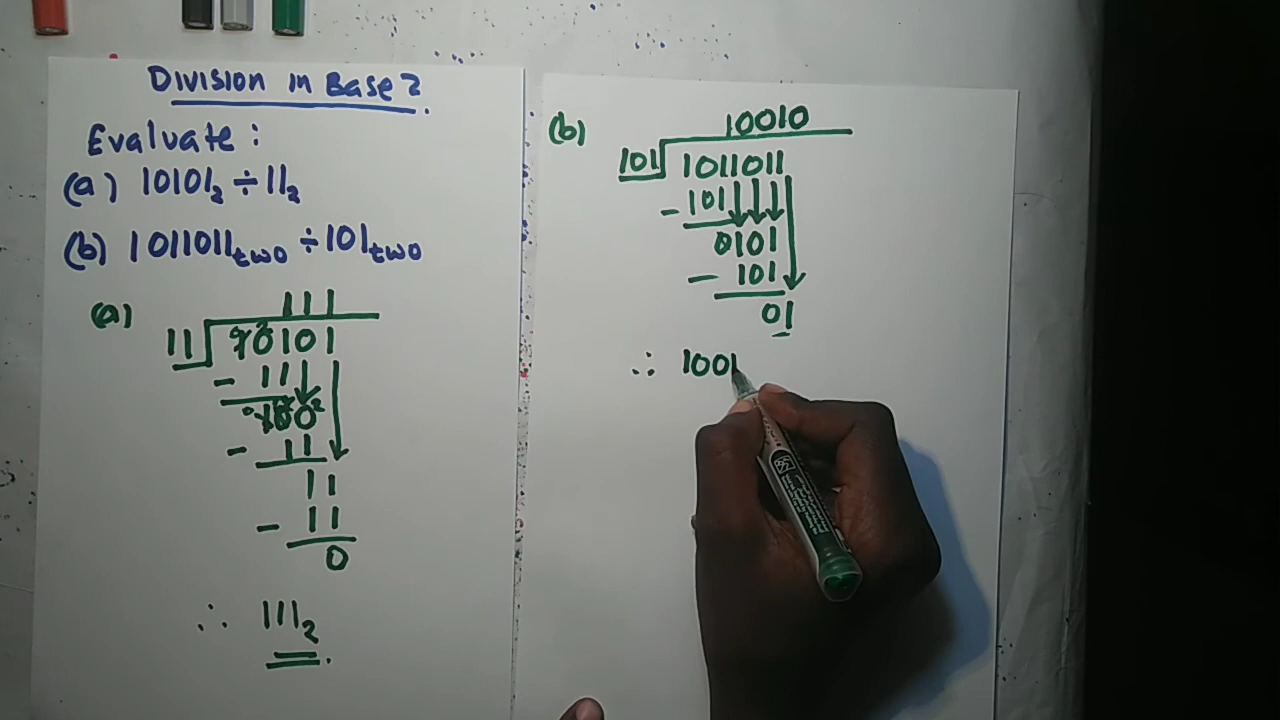 Division in Base 2.
Evaluate :
(a) 10101₂ ÷ 11₂
(b) 1011011two ÷ 101two
(a)
111
11 10101
- 11
100
- 11
11
- 11
0
∴ 111₂.
(b)
10010
101 1011011
- 101
0101
- 101
01
∴ 1001